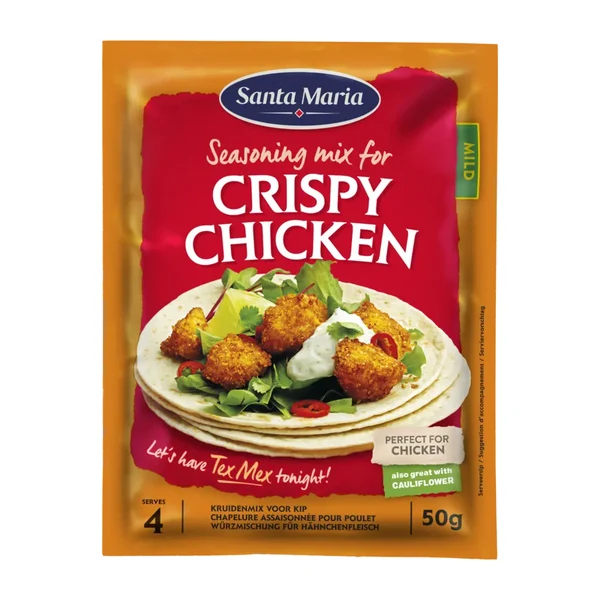 Santa Maria
Seasoning mix for
CRISPY
CHICKEN
MILD
PERFECT FOR
CHICKEN
also great with
CAULIFLOWER
Let's have Tex Mex tonight!
SERVES
4
KRUIDENMIX VOOR KIP
CHAPELURE ASSAISONNÉE POUR POULET
WÜRZMISCHUNG FÜR HÄHNCHENFLEISCH
50g
Serveertip / Suggestion d'accompagnement / Serviervorschlag